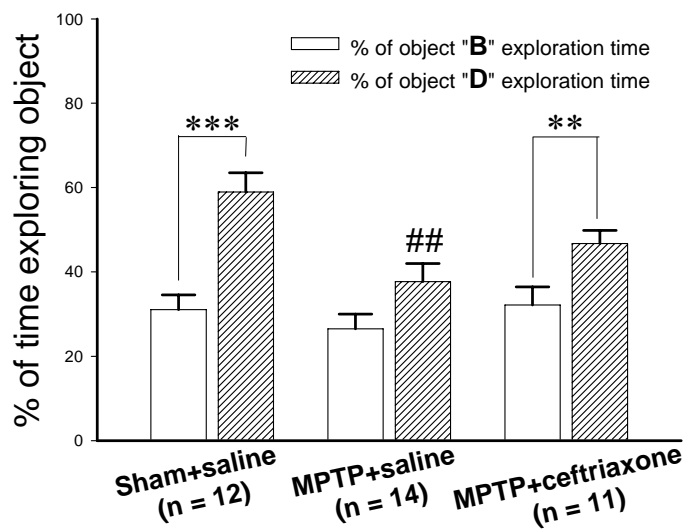 % of time exploring object
100
80
60
40
20
0
% of object "B" exploration time
% of object "D" exploration time
***
##
**
Sham+saline
(n = 12)
MPTP+saline
(n = 14)
MPTP+ceftriaxone
(n = 11)